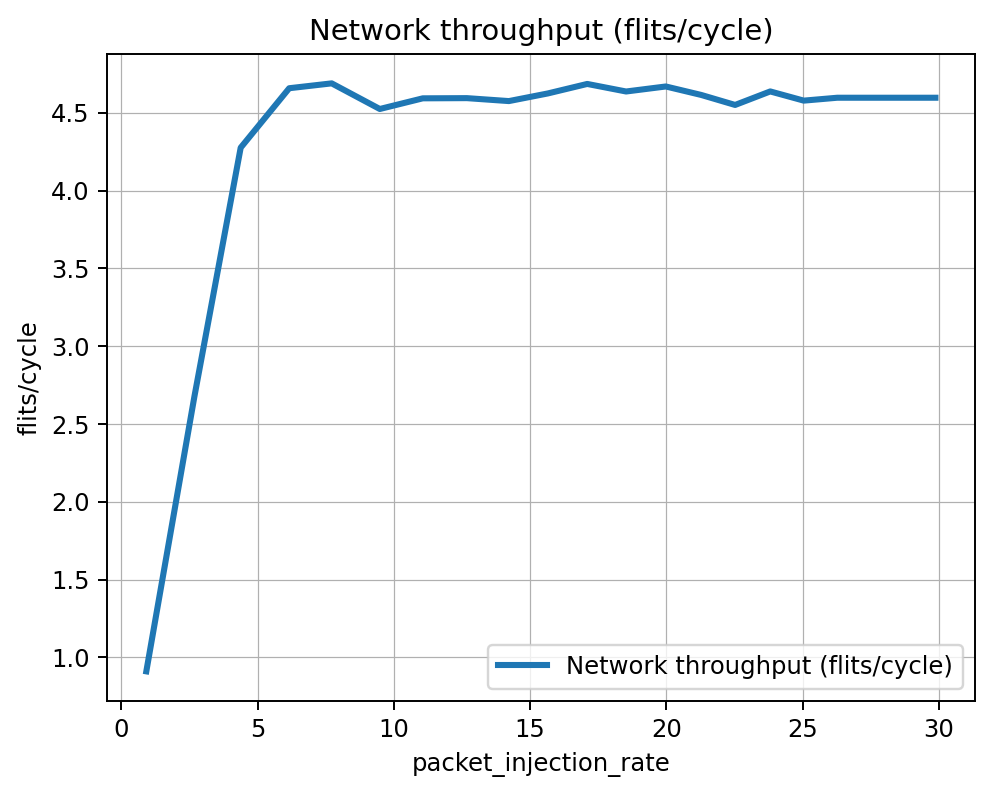 Network throughput (flits/cycle)
flits/cycle
4.5
4.0
3.5
3.0
2.5
2.0
1.5
1.0
Network throughput (flits/cycle)
0 5 10 15 20 25 30
packet_injection_rate